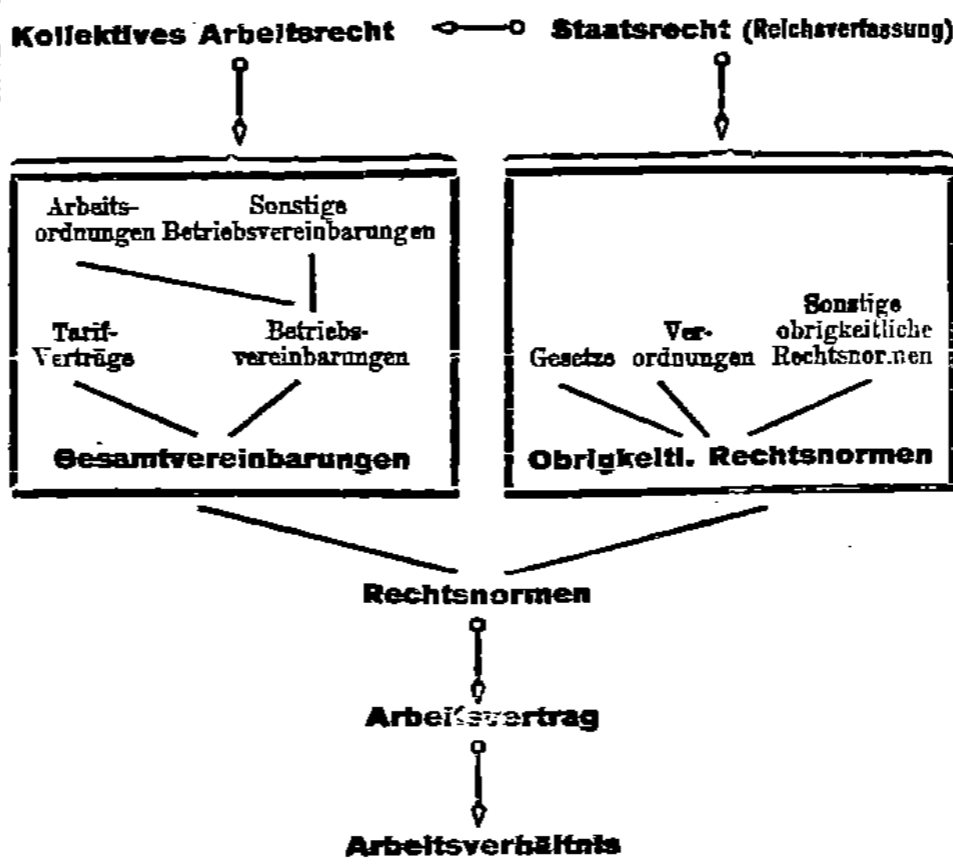 Kollektives Arbeitsrecht
Staatsrecht (Reichsverfassung)
Arbeits-
ordnungen
Sonstige
Betriebsvereinbarungen
Tarif-
Verträge
Betriebs-
vereinbarungen
Gesamtvereinbarungen
Gesetze
Ver-
ordnungen
Sonstige
obrigkeitliche
Rechtsnormen
Obrigkeitl. Rechtsnormen
Rechtsnormen
Arbeitsvertrag
Arbeitsverhältnis